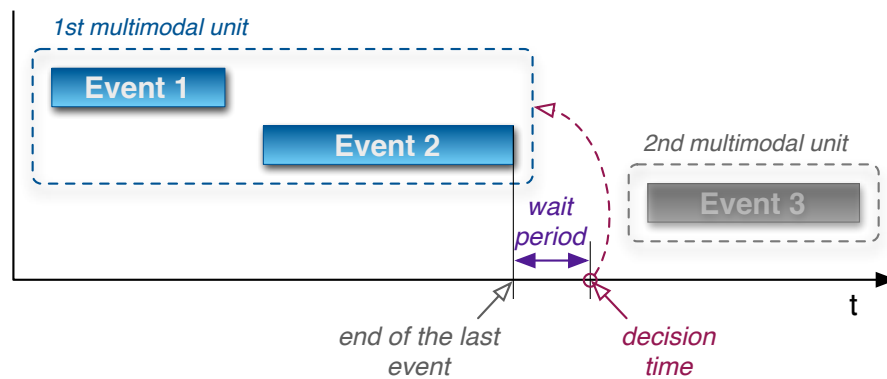 1st multimodal unit
Event 1
Event 2
2nd multimodal unit
Event 3
wait
period
t
end of the last
event
decision
time